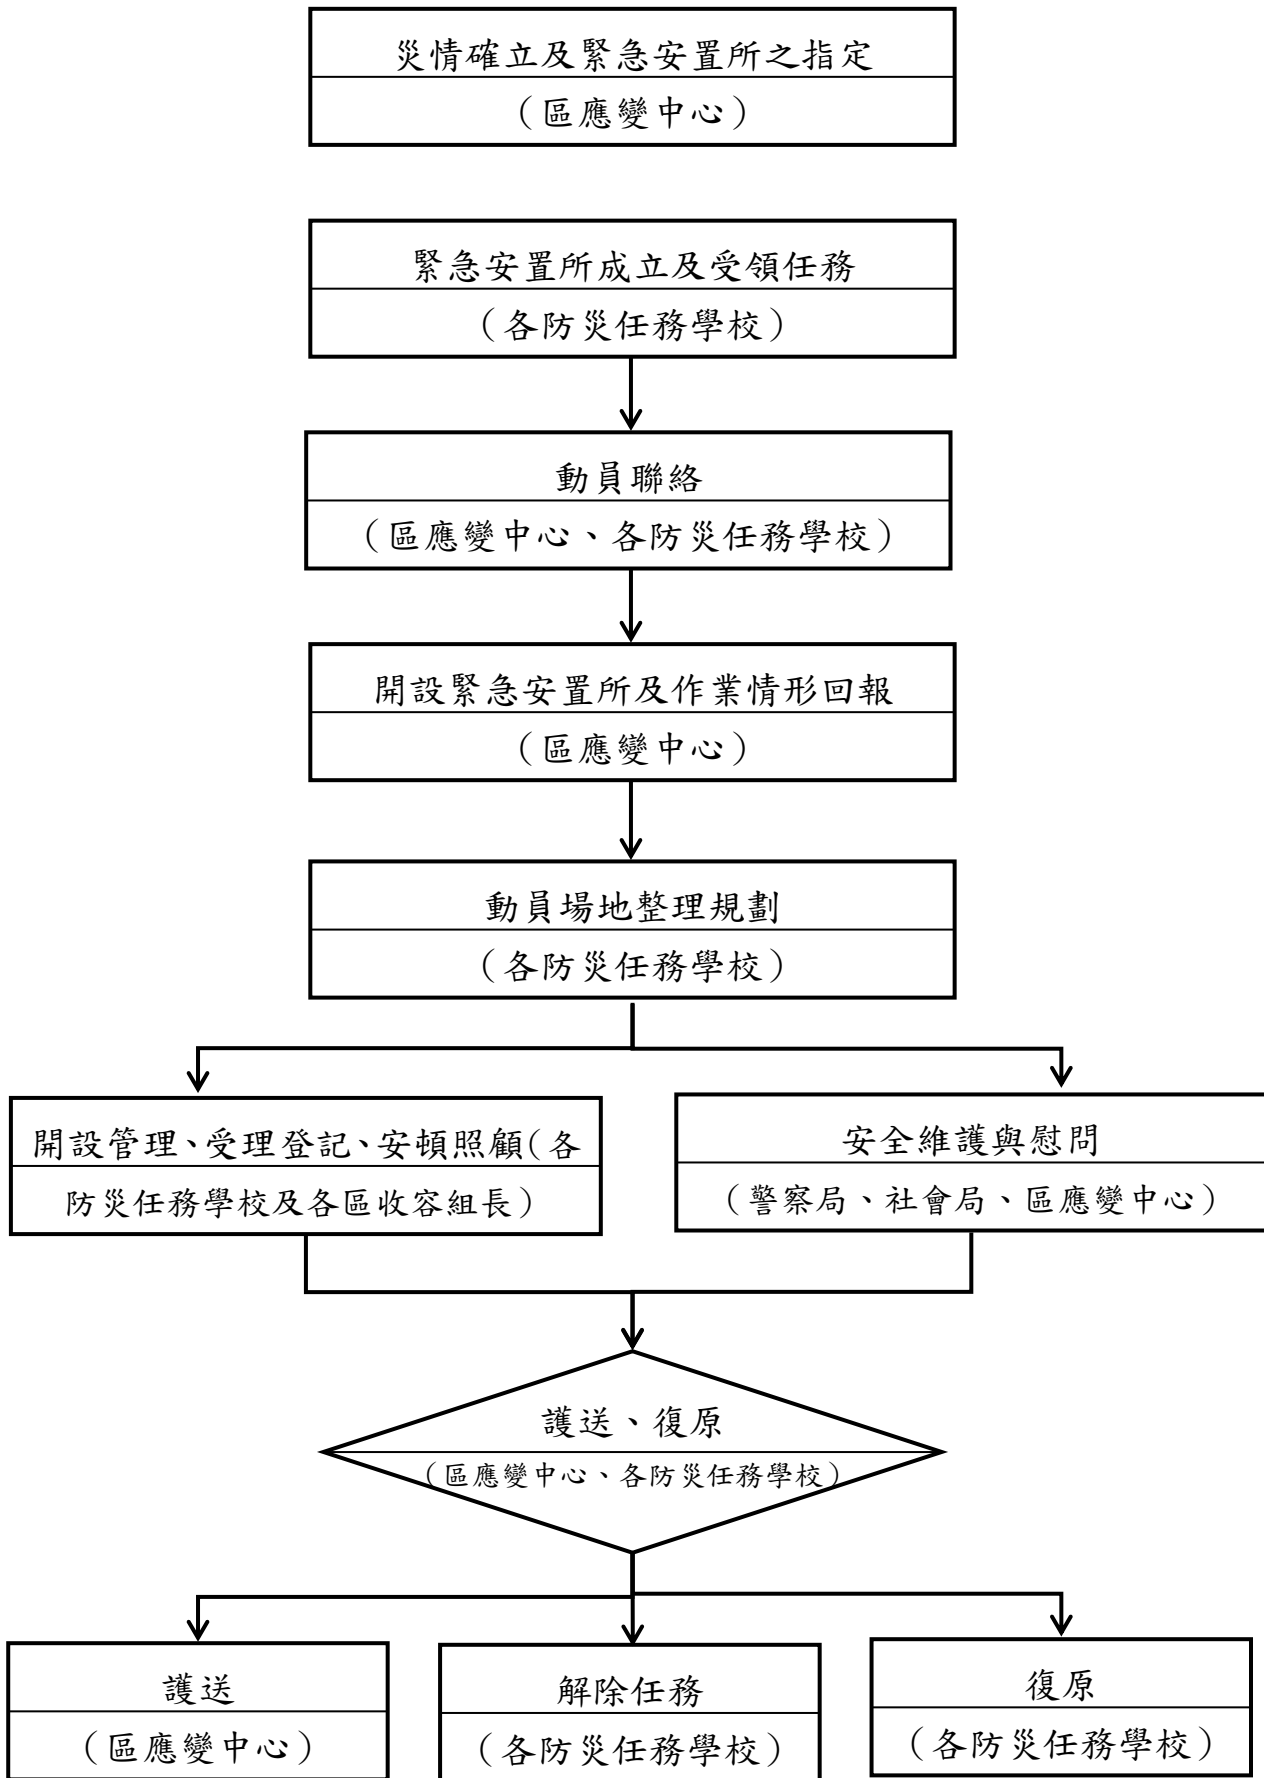 災情確立及緊急安置所之指定
（區應變中心）
緊急安置所成立及受領任務
（各防災任務學校）
動員聯絡
（區應變中心、各防災任務學校）
開設緊急安置所及作業情形回報
（區應變中心）
動員場地整理規劃
（各防災任務學校）
開設管理、受理登記、安頓照顧(各
防災任務學校及各區收容組長）
安全維護與慰問
（警察局、社會局、區應變中心）
護送、復原
（區應變中心、各防災任務學校）
護送
（區應變中心）
解除任務
（各防災任務學校）
復原
（各防災任務學校）